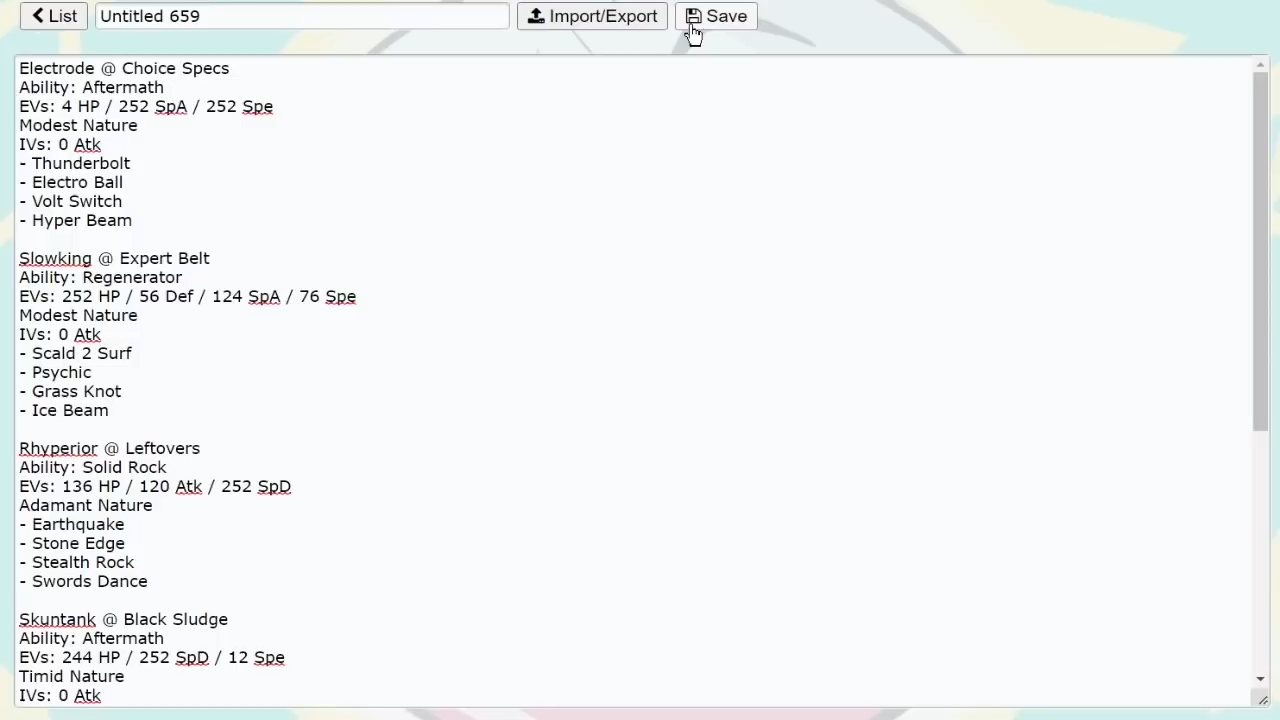 List
Untitled 659
Import/Export
Save
Electrode @ Choice Specs
Ability: Aftermath
EVs: 4 HP / 252 SpA / 252 Spe
Modest Nature
IVs: 0 Atk
- Thunderbolt
- Electro Ball
- Volt Switch
- Hyper Beam
Slowking @ Expert Belt
Ability: Regenerator
EVs: 252 HP / 56 Def / 124 SpA / 76 Spe
Modest Nature
IVs: 0 Atk
- Scald 2 Surf
- Psychic
- Grass Knot
- Ice Beam
Rhyperior @ Leftovers
Ability: Solid Rock
EVs: 136 HP / 120 Atk / 252 SpD
Adamant Nature
- Earthquake
- Stone Edge
- Stealth Rock
- Swords Dance
Skuntank @ Black Sludge
Ability: Aftermath
EVs: 244 HP / 252 SpD / 12 Spe
Timid Nature
IVs: 0 Atk